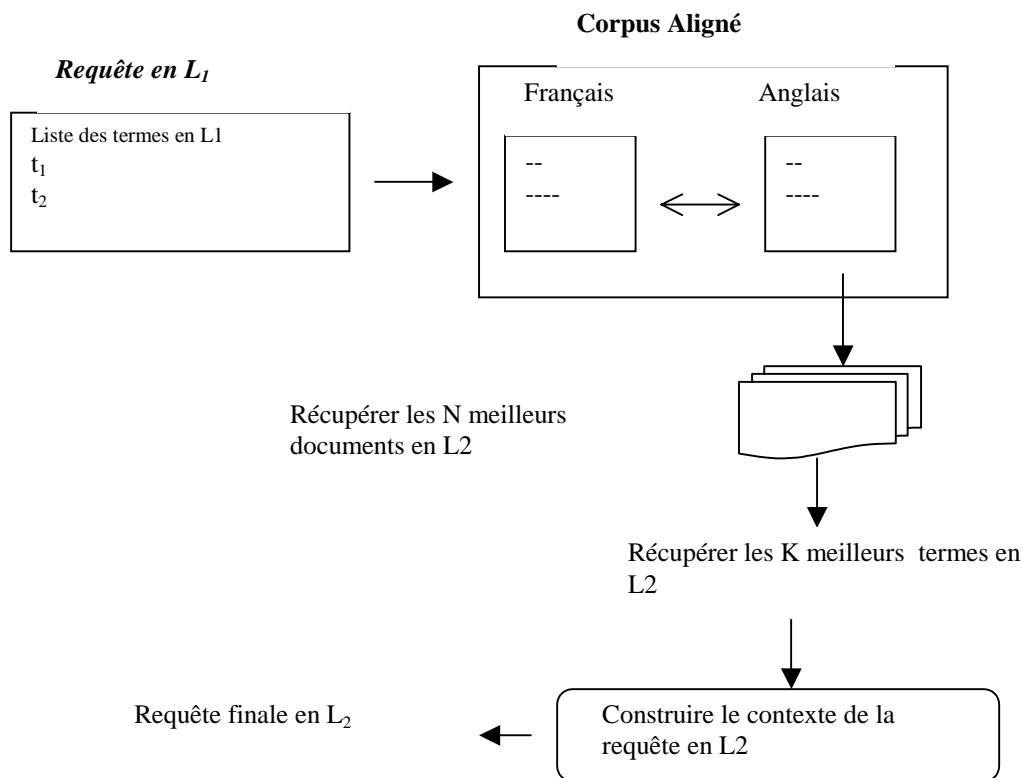 Corpus Aligné
Requête en L₁
Français
Anglais
Liste des termes en L1
t₁
t₂
--
----
--
----
Récupérer les N meilleurs
documents en L2
Récupérer les K meilleurs termes en
L2
Requête finale en L₂
Construire le contexte de la
requête en L2